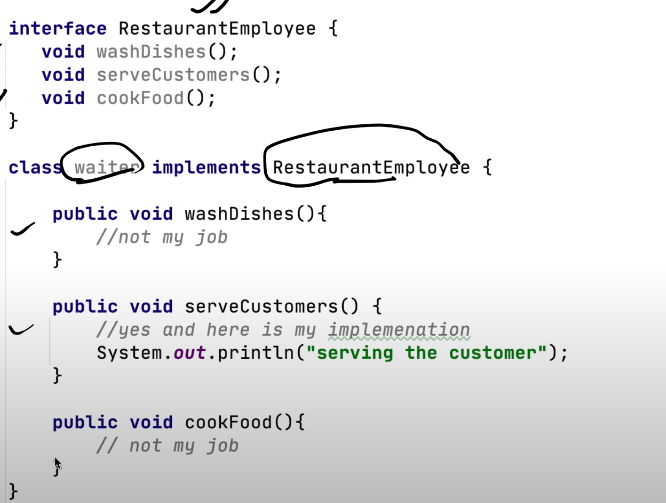 interface RestaurantEmployee {
void washDishes();
void serveCustomers();
void cookFood();
}
class waiter implements RestaurantEmployee {
public void washDishes(){
//not my job
}
public void serveCustomers() {
//yes and here is my implemenation
System.out.println("serving the customer");
}
public void cookFood(){
// not my job
}
}